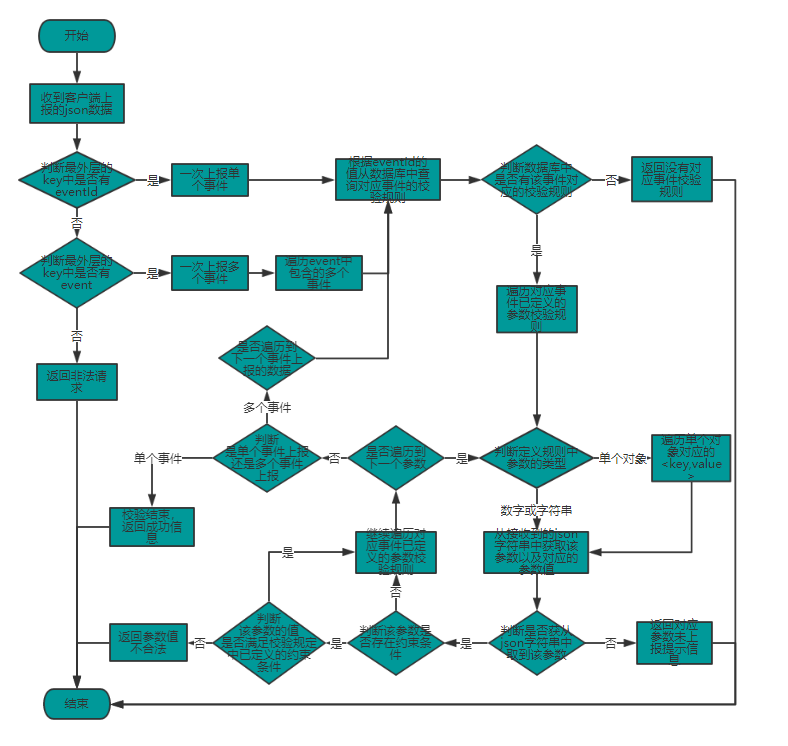 开始
收到客户端上
报的json数据
判断最外层的
key中是否有
eventId
是
一次上报单
个事件
根据eventId的
值从数据库中查
询对应事件的校
验规则
判断数据库中
是否有该事件对
应的校验规则
否
返回没有对
应事件校验
规则
否
判断最外层的
key中是否有
event
是
一次上报多
个事件
遍历event中
包含的多个
事件
是
遍历对应事
件已定义的
参数校验规
则
否
返回非法请
求
是否遍历到
下一个事件上
报的数据
多个事件
判断
是单个事件上报
还是多个事件
上报
单个事件
否
是否遍历到
下一个参数
是
判断定义规则中
参数的类型
单个对象
遍历单个对
象对应的
<key,value
>
数字或字符串
校验结束，
返回成功信
息
是
继续遍历对
应事件已定
义的参数校
验规则
从接收到的json
字符串中获取该
参数以及对应的
参数值
否
返回参数值
不合法
否
判断
该参数的值
是否满足校验规定
中已定义的约束
条件
是
判断该参数是
否存在约束条
件
是
判断是否获从
json字符串中
取到该参数
否
返回对应
参数未上
报提示信
息
结束